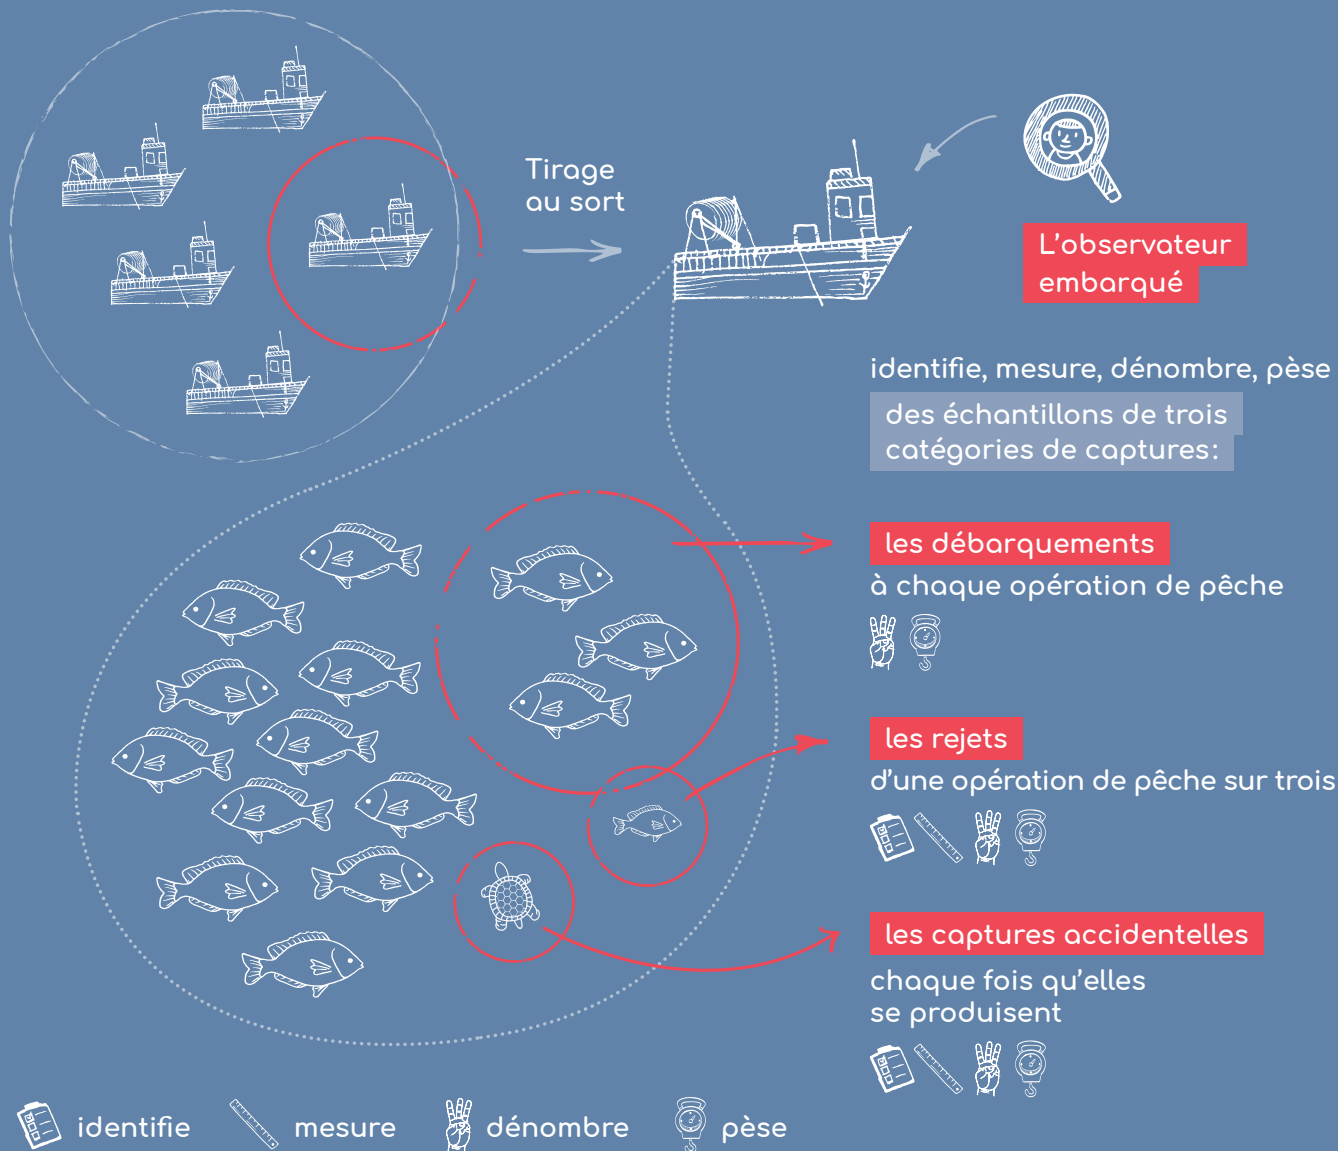 Tirage
au sort
L'observateur
embarqué
identifie, mesure, dénombre, pèse
des échantillons de trois
catégories de captures:
les débarquements
à chaque opération de pêche
les rejets
d'une opération de pêche sur trois
les captures accidentelles
chaque fois qu'elles
se produisent
identifie
mesure
dénombre
pèse